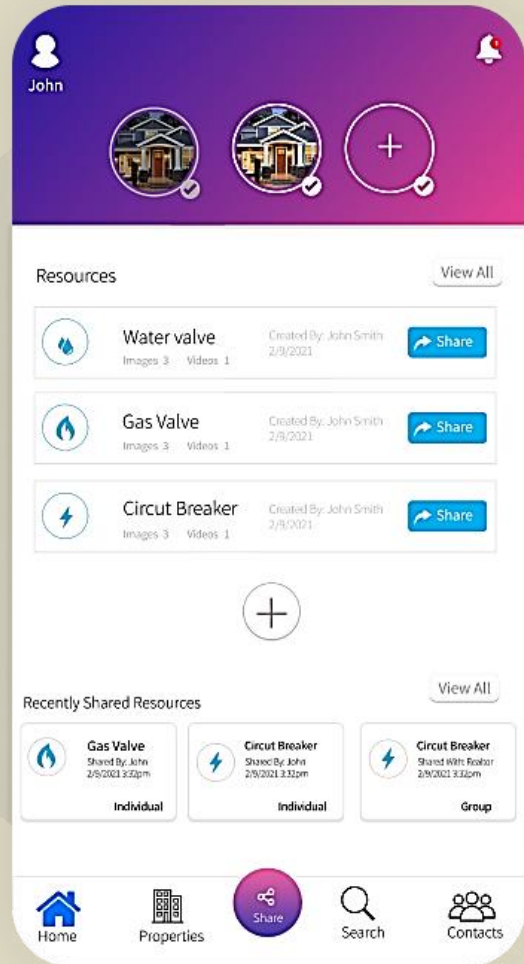 John
Resources
View All
Water valve
Images 3 Videos 1
Created By: John Smith
2/9/2021
Share
Gas Valve
Images 3 Videos 1
Created By: John Smith
2/9/2021
Share
Circut Breaker
Images 3 Videos 1
Created By: John Smith
2/9/2021
Share
View All
Recently Shared Resources
Gas Valve
Shared By: John
2/9/2021 3:32pm
Individual
Circut Breaker
Shared By: John
2/9/2021 3:32pm
Individual
Circut Breaker
Shared With: Realtor
2/9/2021 3:32pm
Group
Home
Properties
Share
Search
Contacts